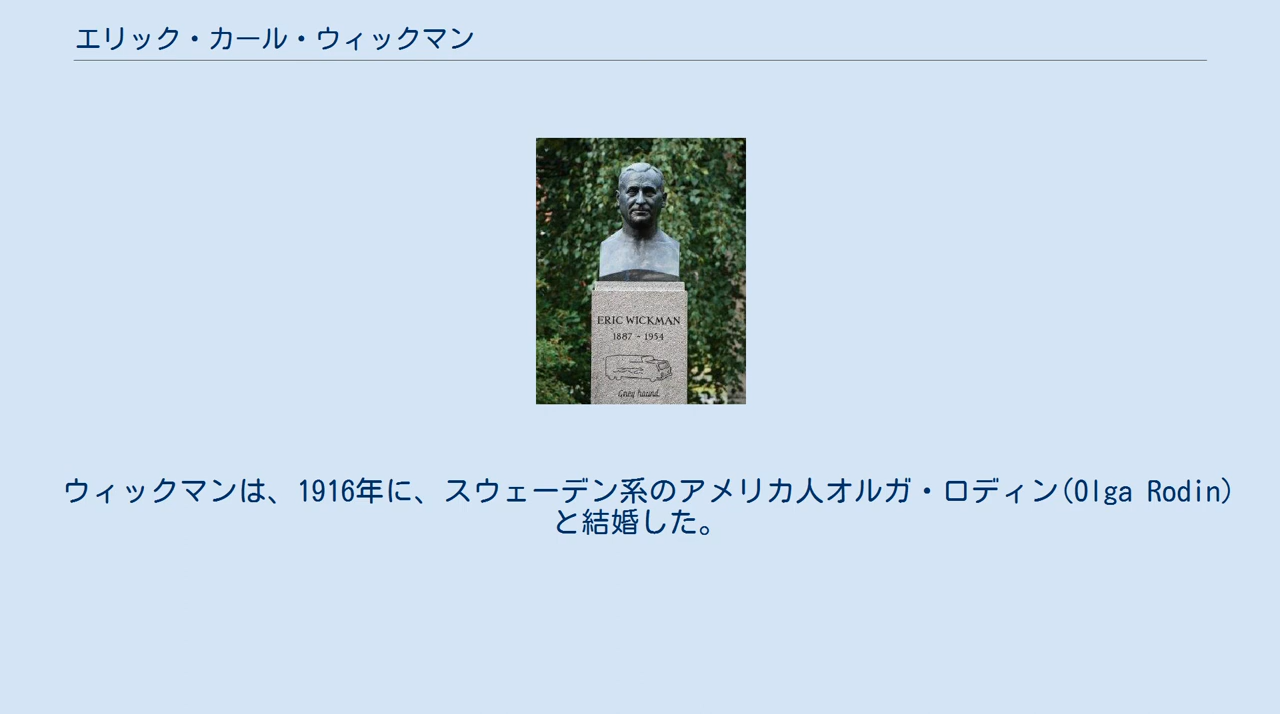 エリック・カール・ウィックマン
ERIC WICKMAN
1887 - 1954
Grey hound
ウィックマンは、1916年に、スウェーデン系のアメリカ人オルガ・ロディン(Olga Rodin)
と結婚した。